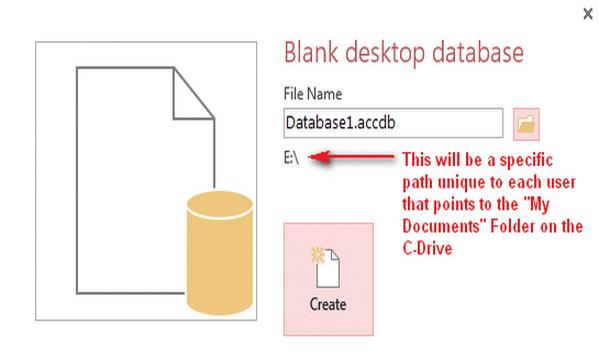 Blank desktop database
File Name
Database1.accdb
E:\
This will be a specific
path unique to each user
that points to the "My
Documents" Folder on the
C-Drive
Create